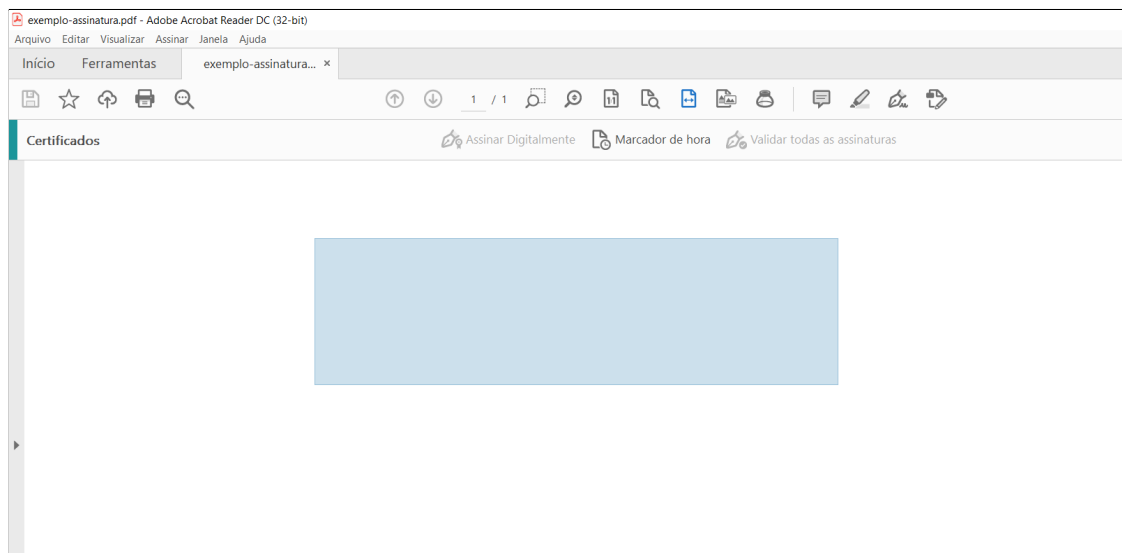 exemplo-assinatura.pdf - Adobe Acrobat Reader DC (32-bit)
Arquivo Editar Visualizar Assinar Janela Ajuda
Início Ferramentas exemplo-assinatura... ×
1 / 1
Certificados Assinar Digitalmente Marcador de hora Validar todas as assinaturas